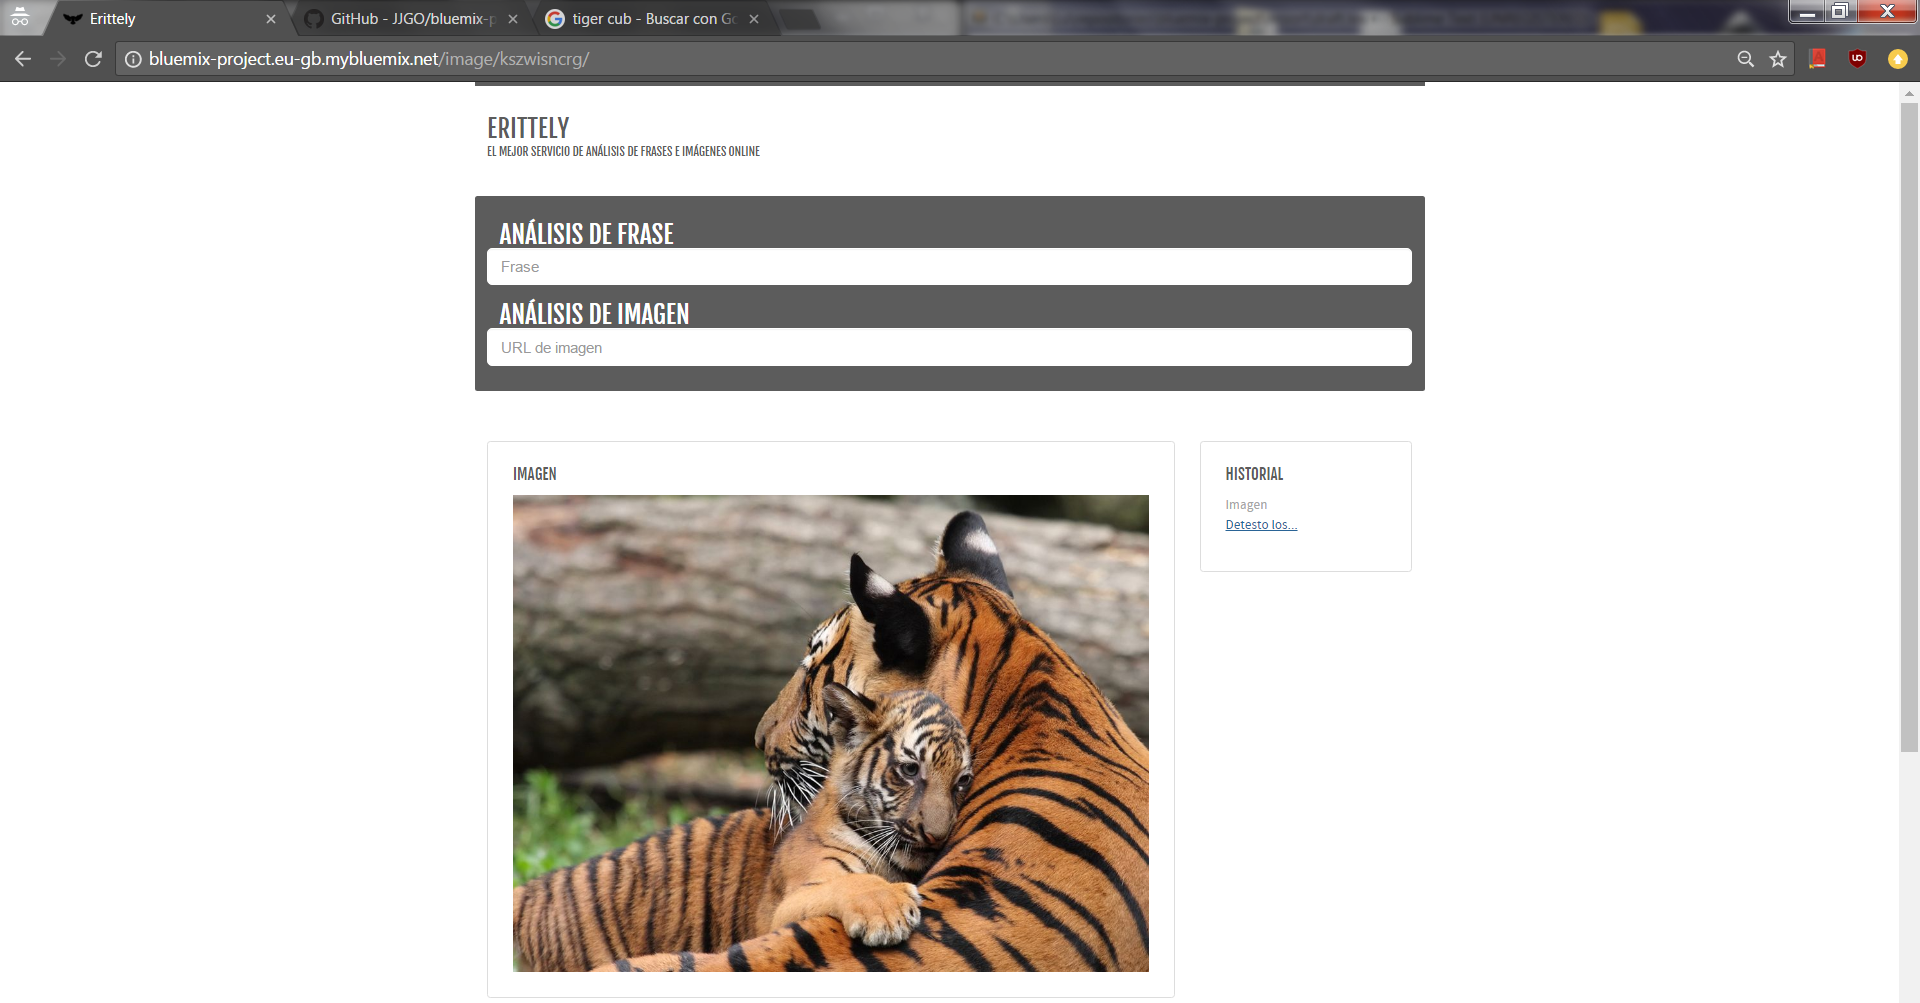 Erittely
GitHub - JJGO/bluemix-p
tiger cub - Buscar con Go
bluemix-project.eu-gb.mybluemix.net/image/kszwisncrg/
ERITTELY
EL MEJOR SERVICIO DE ANÁLISIS DE FRASES E IMÁGENES ONLINE
ANÁLISIS DE FRASE
Frase
ANÁLISIS DE IMAGEN
URL de imagen
IMAGEN
HISTORIAL
Imagen
Detesto los...